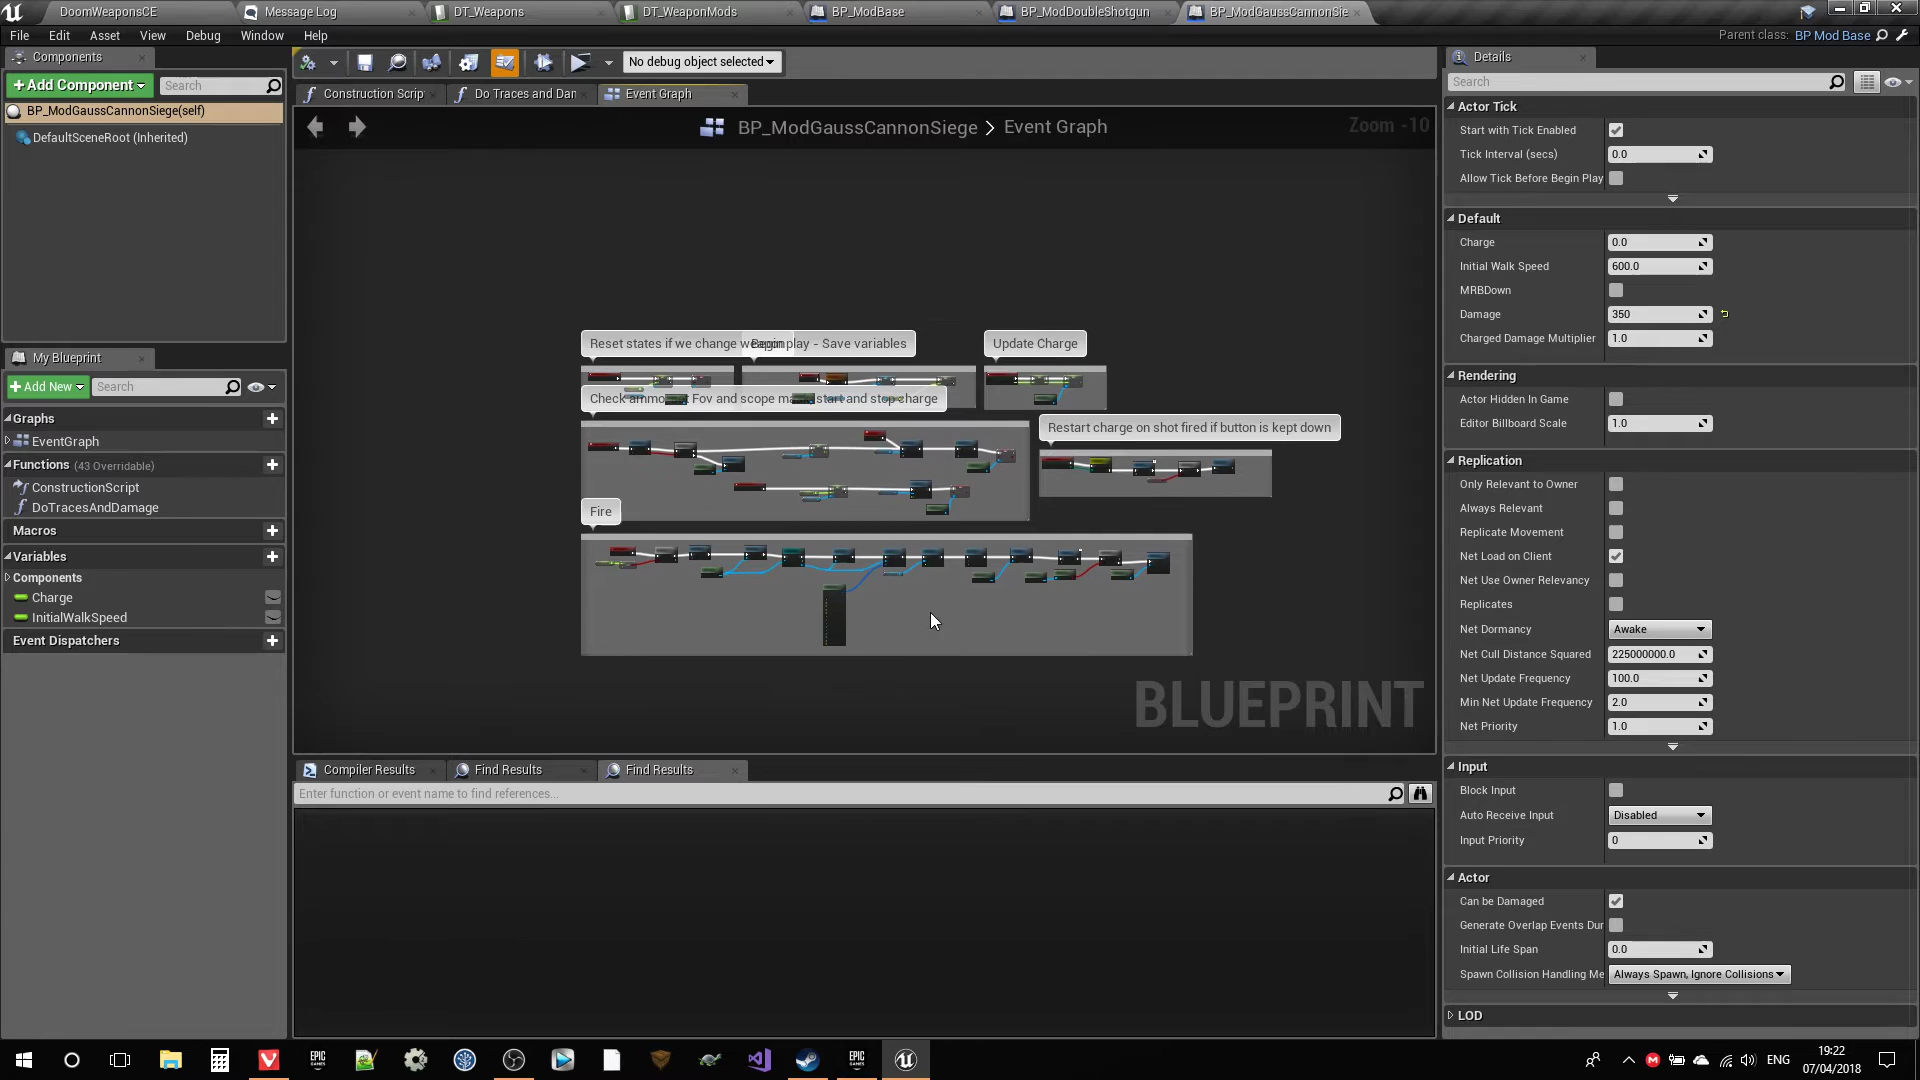 DoomWeaponsCE
Message Log
DT_Weapons
DT_WeaponMods
BP_ModBase
BP_ModDoubleShotgun
BP_ModGaussCannonSie
File Edit Asset View Debug Window Help
Parent class: BP Mod Base
Components
+Add Component
Search
BP_ModGaussCannonSiege(self)
DefaultSceneRoot (Inherited)
My Blueprint
+Add New
Search
Graphs
EventGraph
Functions (43 Overridable)
ConstructionScript
DoTracesAndDamage
Macros
Variables
Components
Charge
InitialWalkSpeed
Event Dispatchers
No debug object selected
Construction Scrip
Do Traces and Dan
Event Graph
BP_ModGaussCannonSiege > Event Graph
Zoom -10
Reset states if we change weapon
play - Save variables
Update Charge
Check ammo
Fov and scope
start and stop charge
Restart charge on shot fired if button is kept down
Fire
BLUEPRINT
Compiler Results
Find Results
Find Results
Enter function or event name to find references...
Details
Search
Actor Tick
Start with Tick Enabled
Tick Interval (secs) 0.0
Allow Tick Before Begin Play
Default
Charge 0.0
Initial Walk Speed 600.0
MRBDown
Damage 350
Charged Damage Multiplier 1.0
Rendering
Actor Hidden In Game
Editor Billboard Scale 1.0
Replication
Only Relevant to Owner
Always Relevant
Replicate Movement
Net Load on Client
Net Use Owner Relevancy
Replicates
Net Dormancy Awake
Net Cull Distance Squared 225000000.0
Net Update Frequency 100.0
Min Net Update Frequency 2.0
Net Priority 1.0
Input
Block Input
Auto Receive Input Disabled
Input Priority 0
Actor
Can be Damaged
Generate Overlap Events Dur
Initial Life Span 0.0
Spawn Collision Handling Me Always Spawn, Ignore Collisions
LOD
EPIC GAMES
EPIC GAMES
ENG
19:22
07/04/2018